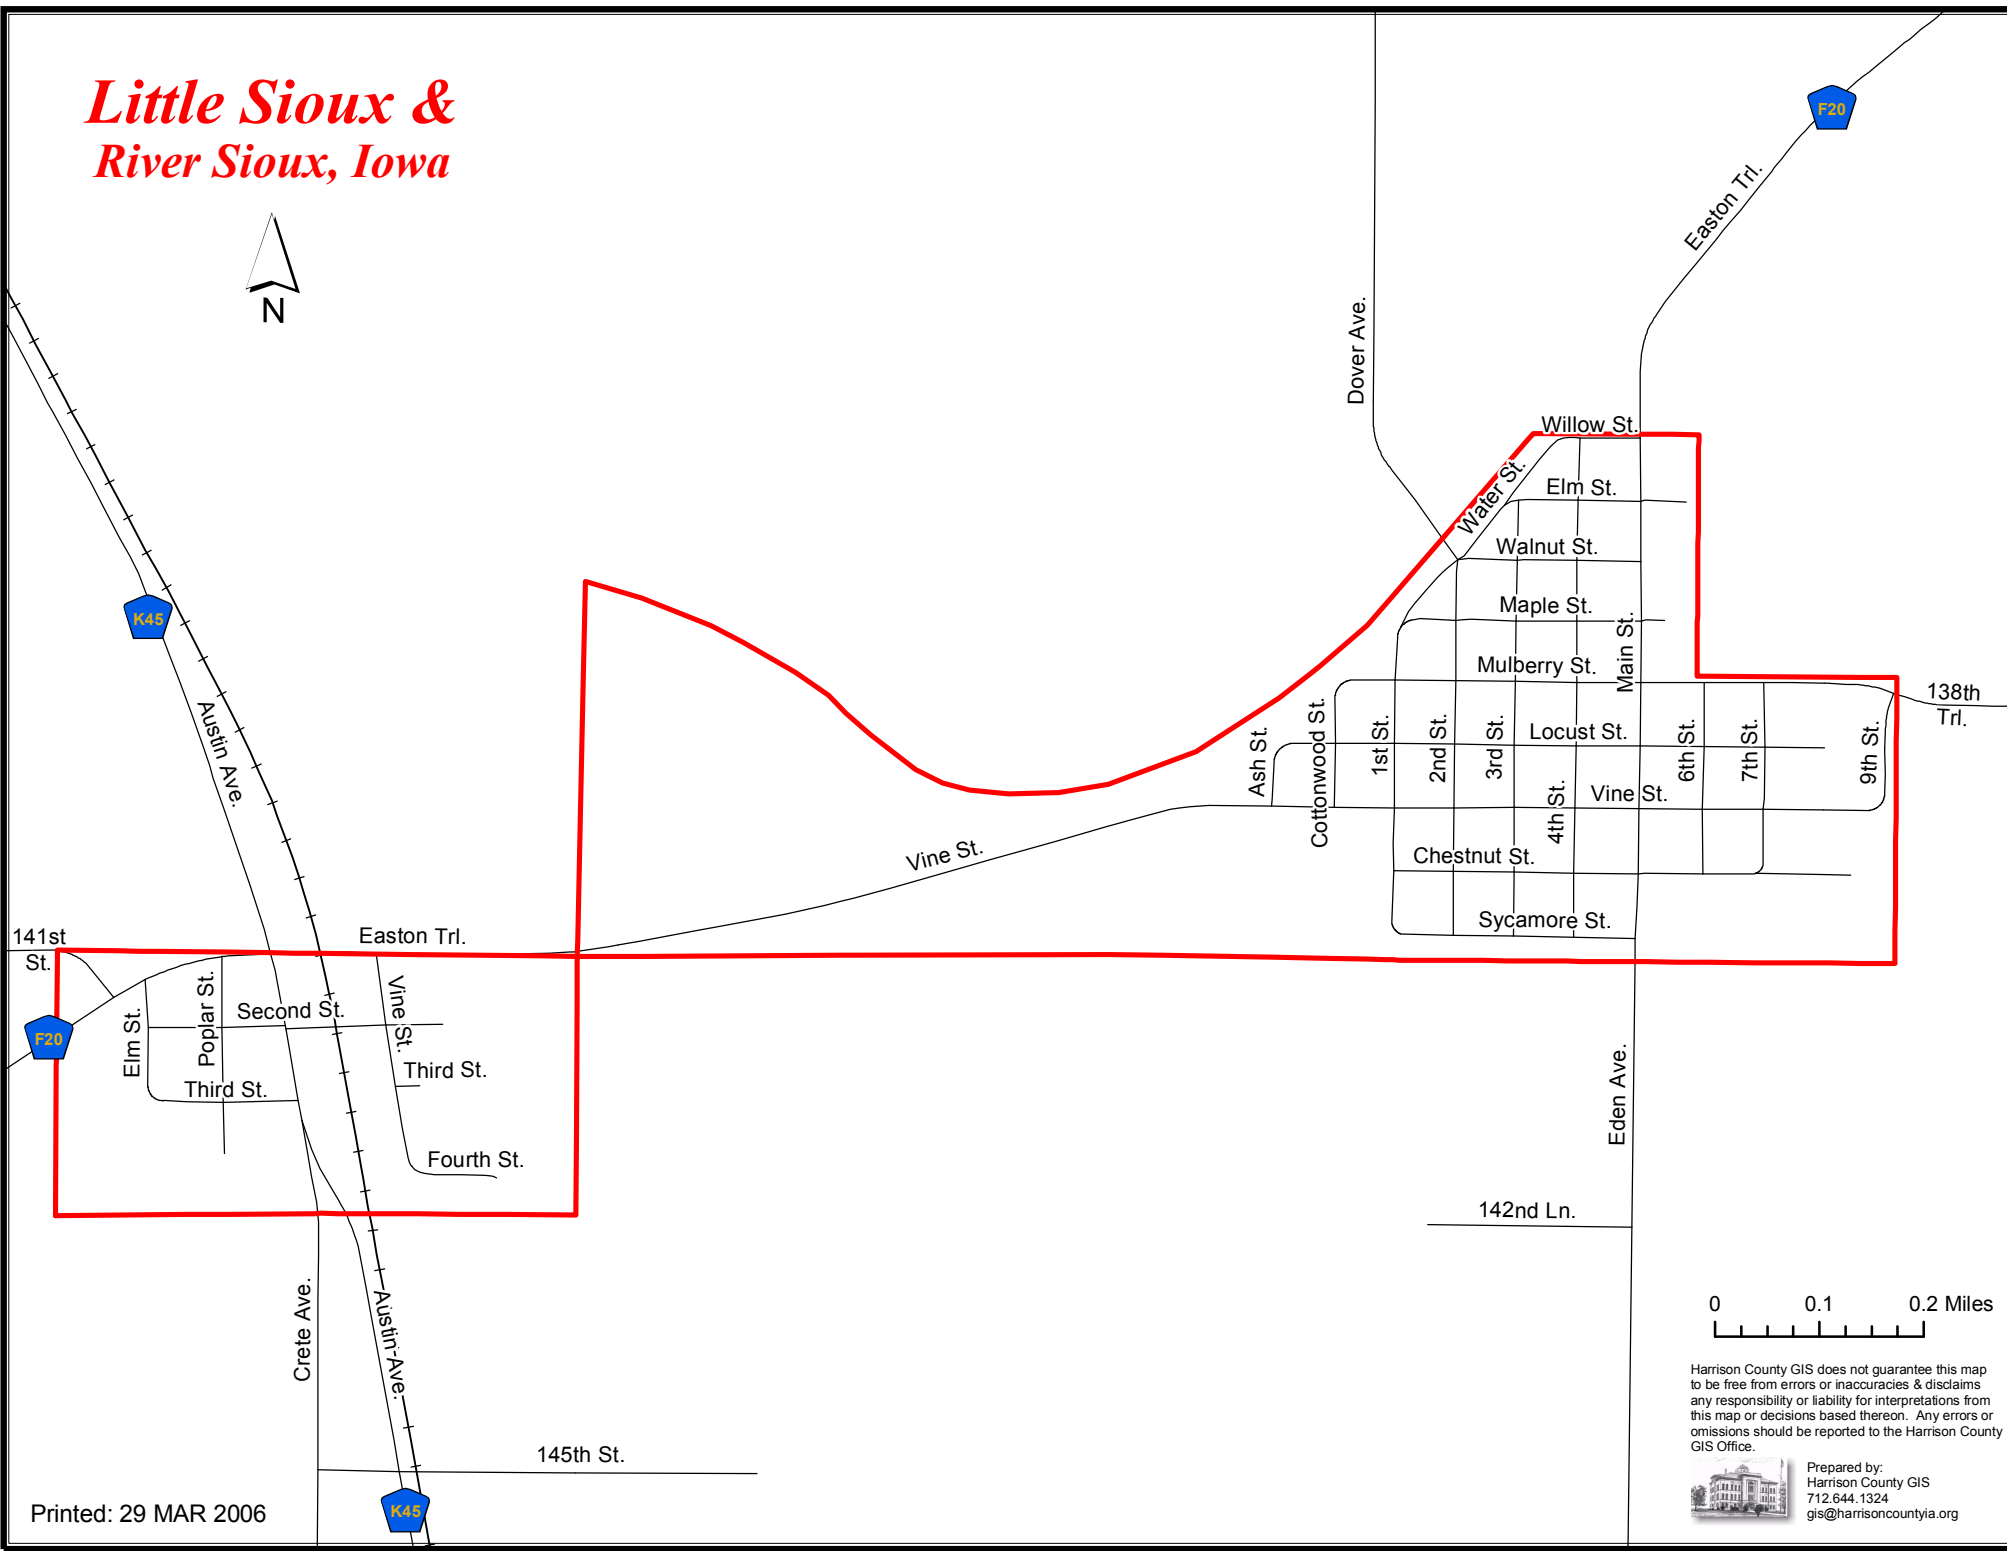 Little Sioux &
River Sioux, Iowa
N
F20
Easton Trl.
Dover Ave.
Willow St.
Water St.
Elm St.
Walnut St.
Maple St.
Main St.
Mulberry St.
138th
Trl.
K45
Austin Ave.
Ash St.
Cottonwood St.
1st St.
2nd St.
3rd St.
Locust St.
6th St.
7th St.
9th St.
4th St.
Vine St.
Vine St.
Chestnut St.
Sycamore St.
141st
St.
Easton Trl.
F20
Elm St.
Poplar St.
Second St.
Vine St.
Third St.
Third St.
Fourth St.
Eden Ave.
142nd Ln.
Crete Ave.
Austin Ave.
145th St.
K45
0 0.1 0.2 Miles
Harrison County GIS does not guarantee this map
to be free from errors or inaccuracies & disclaims
any responsibility or liability for interpretations from
this map or decisions based thereon. Any errors or
omissions should be reported to the Harrison County
GIS Office.
Prepared by:
Harrison County GIS
712.644.1324
gis@harrisoncountyia.org
Printed: 29 MAR 2006